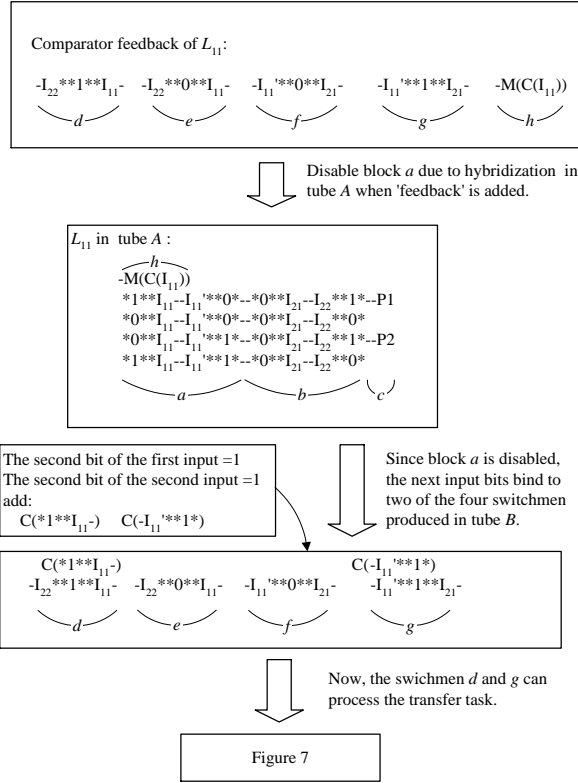 Comparator feedback of L11:
-I22**1**I11- -I22**0**I11- -I11'**0**I21- -I11'**1**I21- -M(C(I11))
d e f g h
Disable block a due to hybridization in
tube A when 'feedback' is added.
L11 in tube A :
h
-M(C(I11))
*1**I11--I11'**0*--*0**I21--I22**1*--P1
*0**I11--I11'**0*--*0**I21--I22**0*
*0**I11--I11'**1*--*0**I21--I22**1*--P2
*1**I11--I11'**1*--*0**I21--I22**0*
a b c
The second bit of the first input =1
The second bit of the second input =1
add:
C(*1**I11-) C(-I11'**1*)
Since block a is disabled,
the next input bits bind to
two of the four switchmen
produced in tube B.
C(*1**I11-) C(-I11'**1*)
-I22**1**I11- -I22**0**I11- -I11'**0**I21- -I11'**1**I21-
d e f g
Now, the swichmen d and g can
process the transfer task.
Figure 7